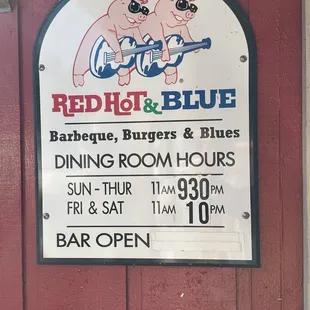 RED HOT & BLUE
Barbeque, Burgers & Blues
DINING ROOM HOURS
SUN - THUR 11AM 930PM
FRI & SAT 11AM 10PM
BAR OPEN